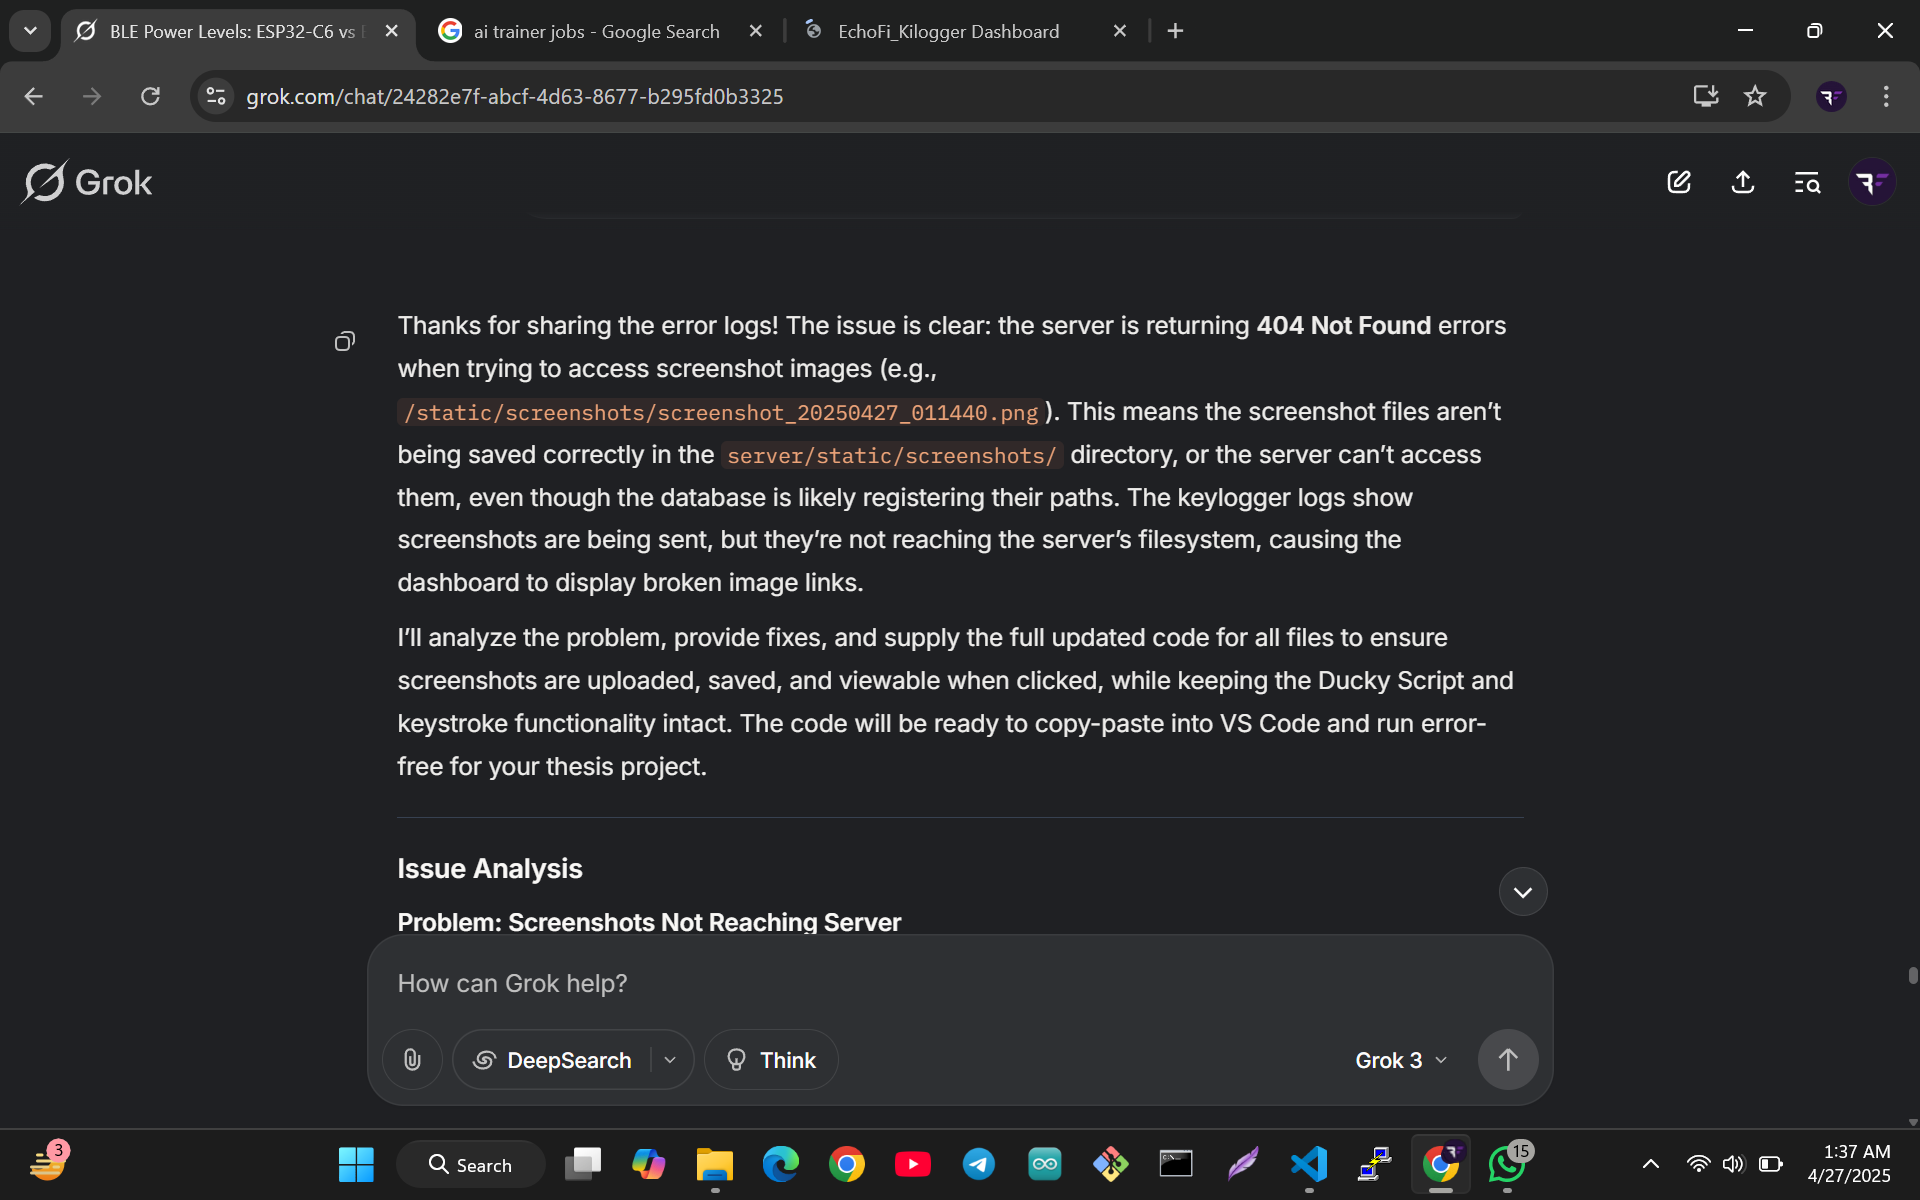 BLE Power Levels: ESP32-C6 vs
ai trainer jobs - Google Search
EchoFi_Kilogger Dashboard
grok.com/chat/24282e7f-abcf-4d63-8677-b295fd0b3325
Grok
Thanks for sharing the error logs! The issue is clear: the server is returning 404 Not Found errors
when trying to access screenshot images (e.g.,
/static/screenshots/screenshot_20250427_011440.png). This means the screenshot files aren’t
being saved correctly in the server/static/screenshots/ directory, or the server can’t access
them, even though the database is likely registering their paths. The keylogger logs show
screenshots are being sent, but they’re not reaching the server’s filesystem, causing the
dashboard to display broken image links.
I’ll analyze the problem, provide fixes, and supply the full updated code for all files to ensure
screenshots are uploaded, saved, and viewable when clicked, while keeping the Ducky Script and
keystroke functionality intact. The code will be ready to copy-paste into VS Code and run error-
free for your thesis project.
Issue Analysis
Problem: Screenshots Not Reaching Server
How can Grok help?
DeepSearch
Think
Grok 3
3
Search
15
1:37 AM
4/27/2025